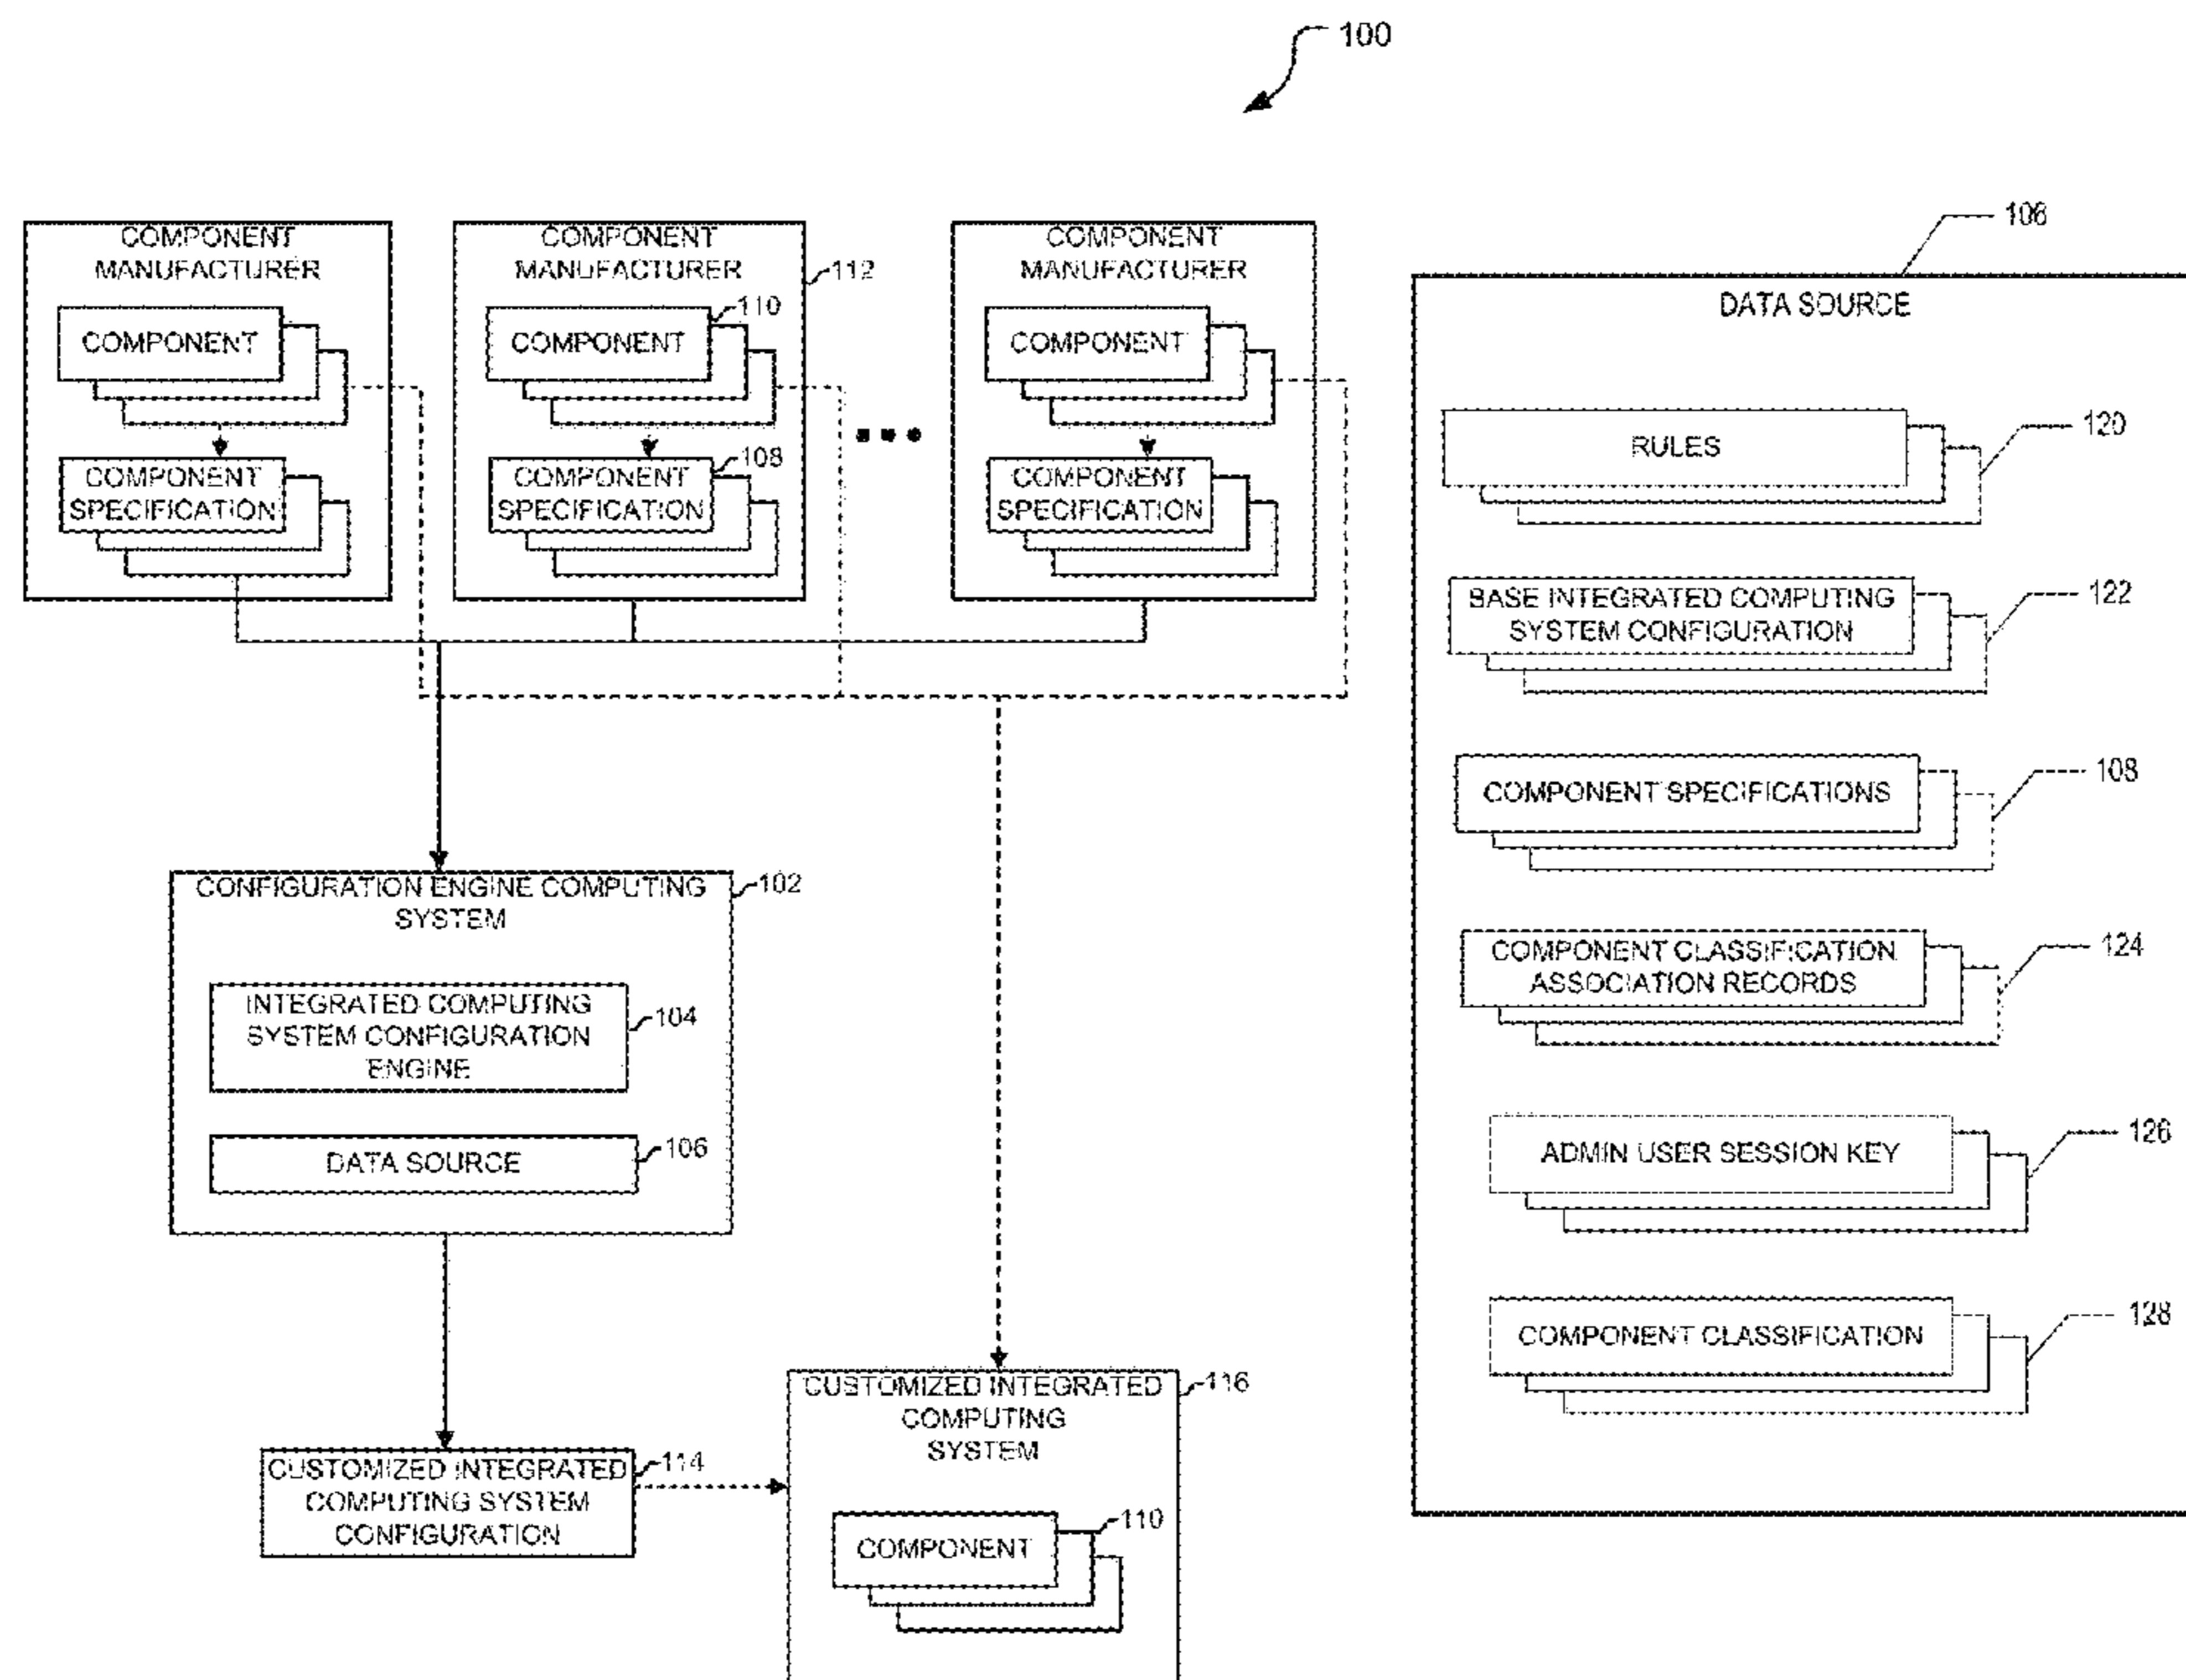 100
COMPONENT
MANUFACTURER
COMPONENT
COMPONENT
SPECIFICATION
COMPONENT
MANUFACTURER
112
110
COMPONENT
108
COMPONENT
SPECIFICATION
COMPONENT
MANUFACTURER
COMPONENT
COMPONENT
SPECIFICATION
CONFIGURATION ENGINE COMPUTING
SYSTEM
102
INTEGRATED COMPUTING
SYSTEM CONFIGURATION
ENGINE
104
DATA SOURCE
106
CUSTOMIZED INTEGRATED
COMPUTING SYSTEM
CONFIGURATION
114
CUSTOMIZED INTEGRATED
COMPUTING
SYSTEM
116
COMPONENT
110
106
DATA SOURCE
RULES
120
BASE INTEGRATED COMPUTING
SYSTEM CONFIGURATION
122
COMPONENT SPECIFICATIONS
108
COMPONENT CLASSIFICATION
ASSOCIATION RECORDS
124
ADMIN USER SESSION KEY
126
COMPONENT CLASSIFICATION
128